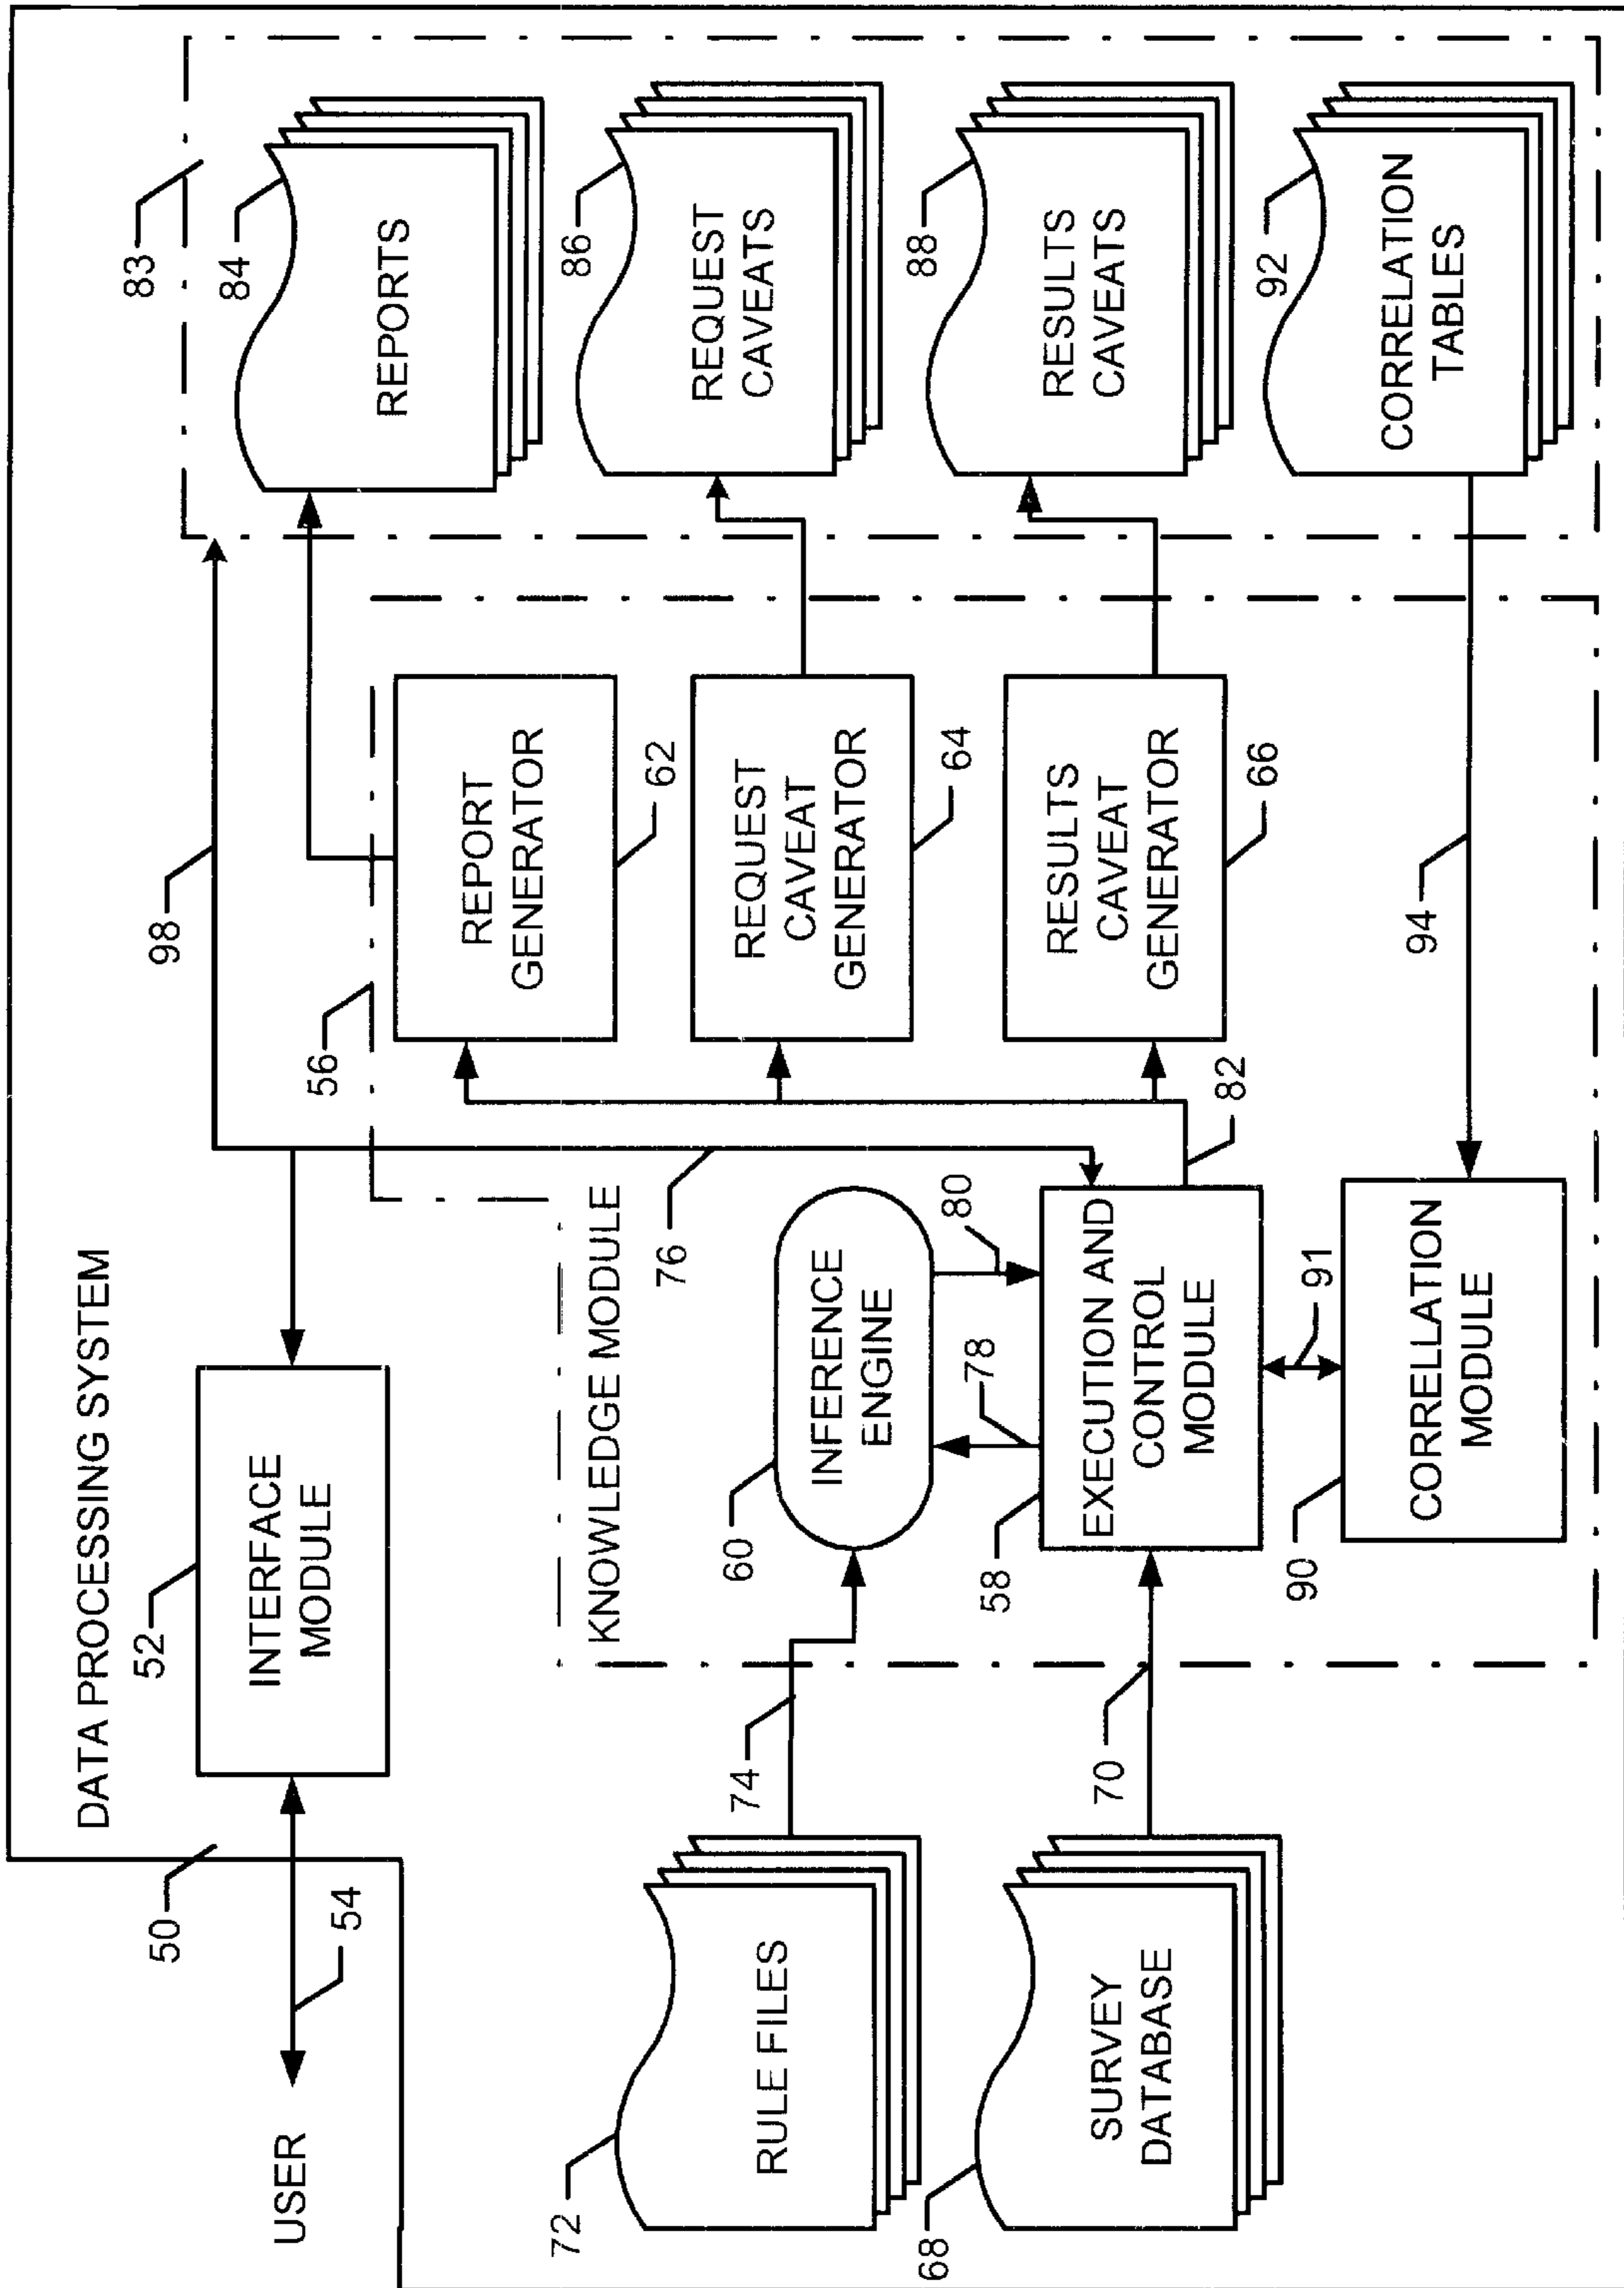 DATA PROCESSING SYSTEM
USER
54
50
52
INTERFACE
MODULE
98
83
84
REPORTS
56
REPORT
GENERATOR
62
KNOWLEDGE MODULE
76
72
RULE FILES
74
60
INFERENCE
ENGINE
78
80
REQUEST
CAVEAT
GENERATOR
64
86
REQUEST
CAVEATS
68
SURVEY
DATABASE
70
58
EXECUTION AND
CONTROL
MODULE
82
RESULTS
CAVEAT
GENERATOR
66
88
RESULTS
CAVEATS
91
90
CORRELLATION
MODULE
94
92
CORRELATION
TABLES